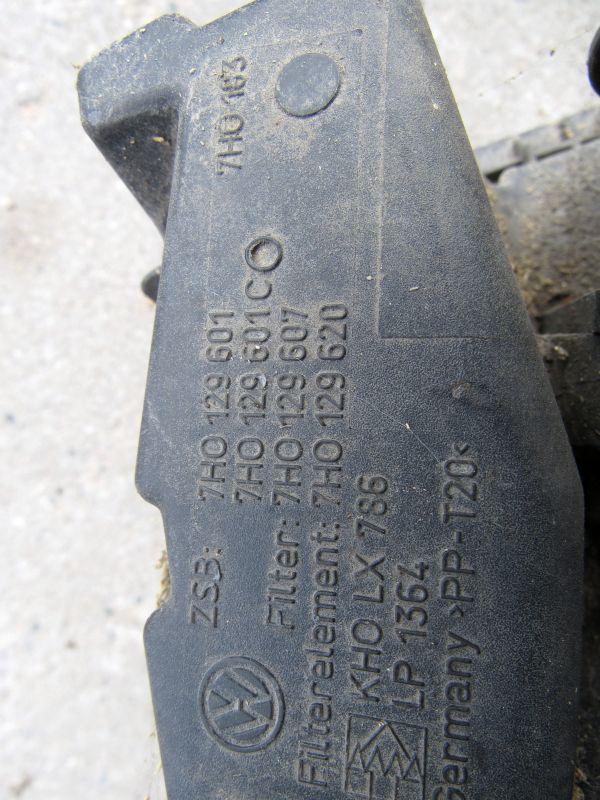 7H0 183
ZSB: 7H0 129 601
7H0 129 601 C
Filter: 7H0 129 607
Filterelement: 7H0 129 620
KHO LX 786
LP 1364
Germany >PP-T20<